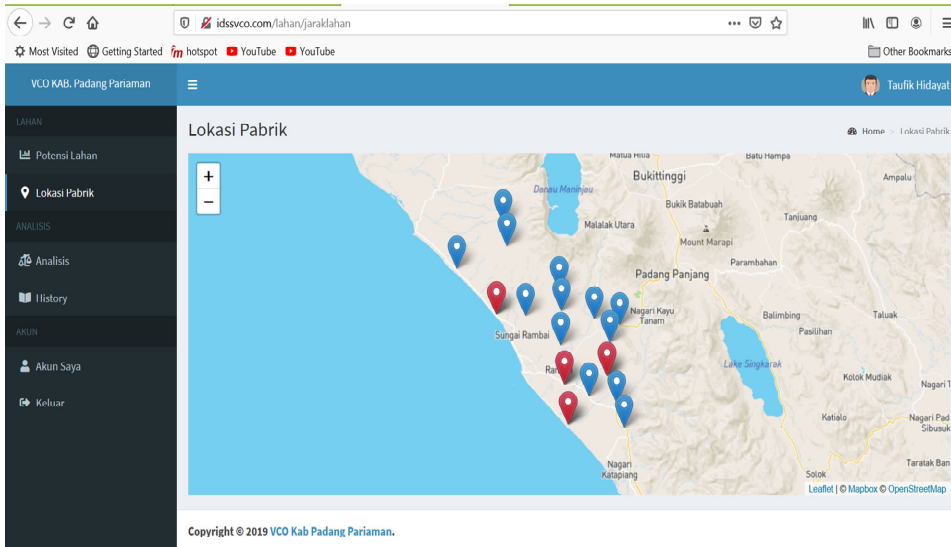 idssvco.com/lahan/jaraklahan
Most Visited Getting Started hotspot YouTube YouTube Other Bookmarks
VCO KAB. Padang Pariaman
Taufik Hidayat
LAHAN
Potensi Lahan
Lokasi Pabrik
ANALISIS
Analisis
History
AKUN
Akun Saya
Keluar
Lokasi Pabrik
Home > Lokasi Pabrik
+
−
Matua Hilia
Batu Hampa
Bukittinggi
Ampalu
Danau Maninjau
Bukik Batabuah
Tanjuang
Malalak Utara
Mount Marapi
Parambahan
Padang Panjang
Nagari Kayu
Tanam
Balimbing
Taluak
Pasilihan
Sungai Rambai
Lake Singkarak
Kolok Mudiak
Nagari
Katialo
Nagari Pad
Sibusuk
Nagari
Katapiang
Taratak Ban
Solok
Leaflet | © Mapbox © OpenStreetMap
Copyright © 2019 VCO Kab Padang Pariaman.